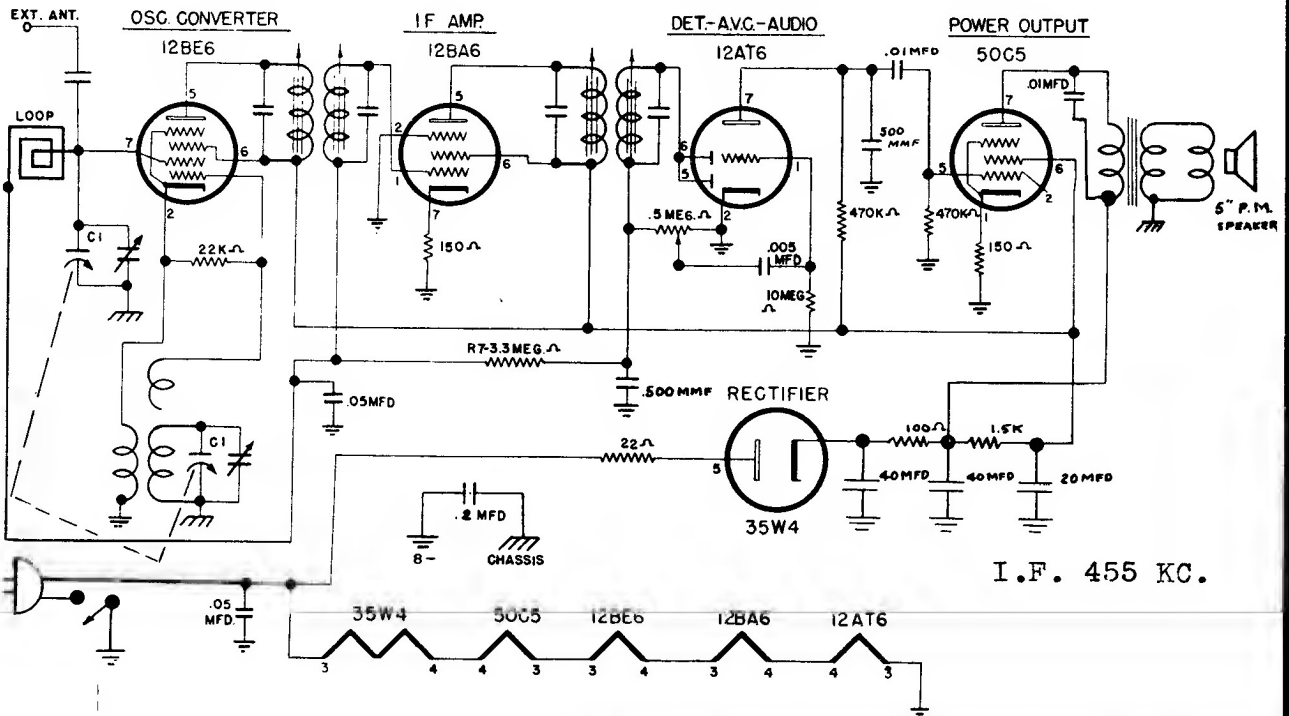 EXT. ANT.
OSC. CONVERTER
12BE6
I F AMP.
12BA6
DET.-A.V.C.-AUDIO
12AT6
POWER OUTPUT
50C5
.01MFD
.01MFD
LOOP
5
7
6
2
5
2
6
1
7
7
6
5
1
2
500
MMF
7
5
6
2
1
5" P.M.
SPEAKER
C1
22KΩ
150Ω
.5 MEG.Ω
.005
MFD
10MEG
Ω
470KΩ
470KΩ
150Ω
R7-3.3MEG.Ω
.05MFD
.500MMF
RECTIFIER
C1
22Ω
5
35W4
100Ω
1.5K
40MFD
40MFD
20MFD
.2 MFD
B-
CHASSIS
I.F. 455 KC.
.05
MFD.
35W4
50C5
12BE6
12BA6
12AT6
3
4
4
3
3
4
3
4
4
3